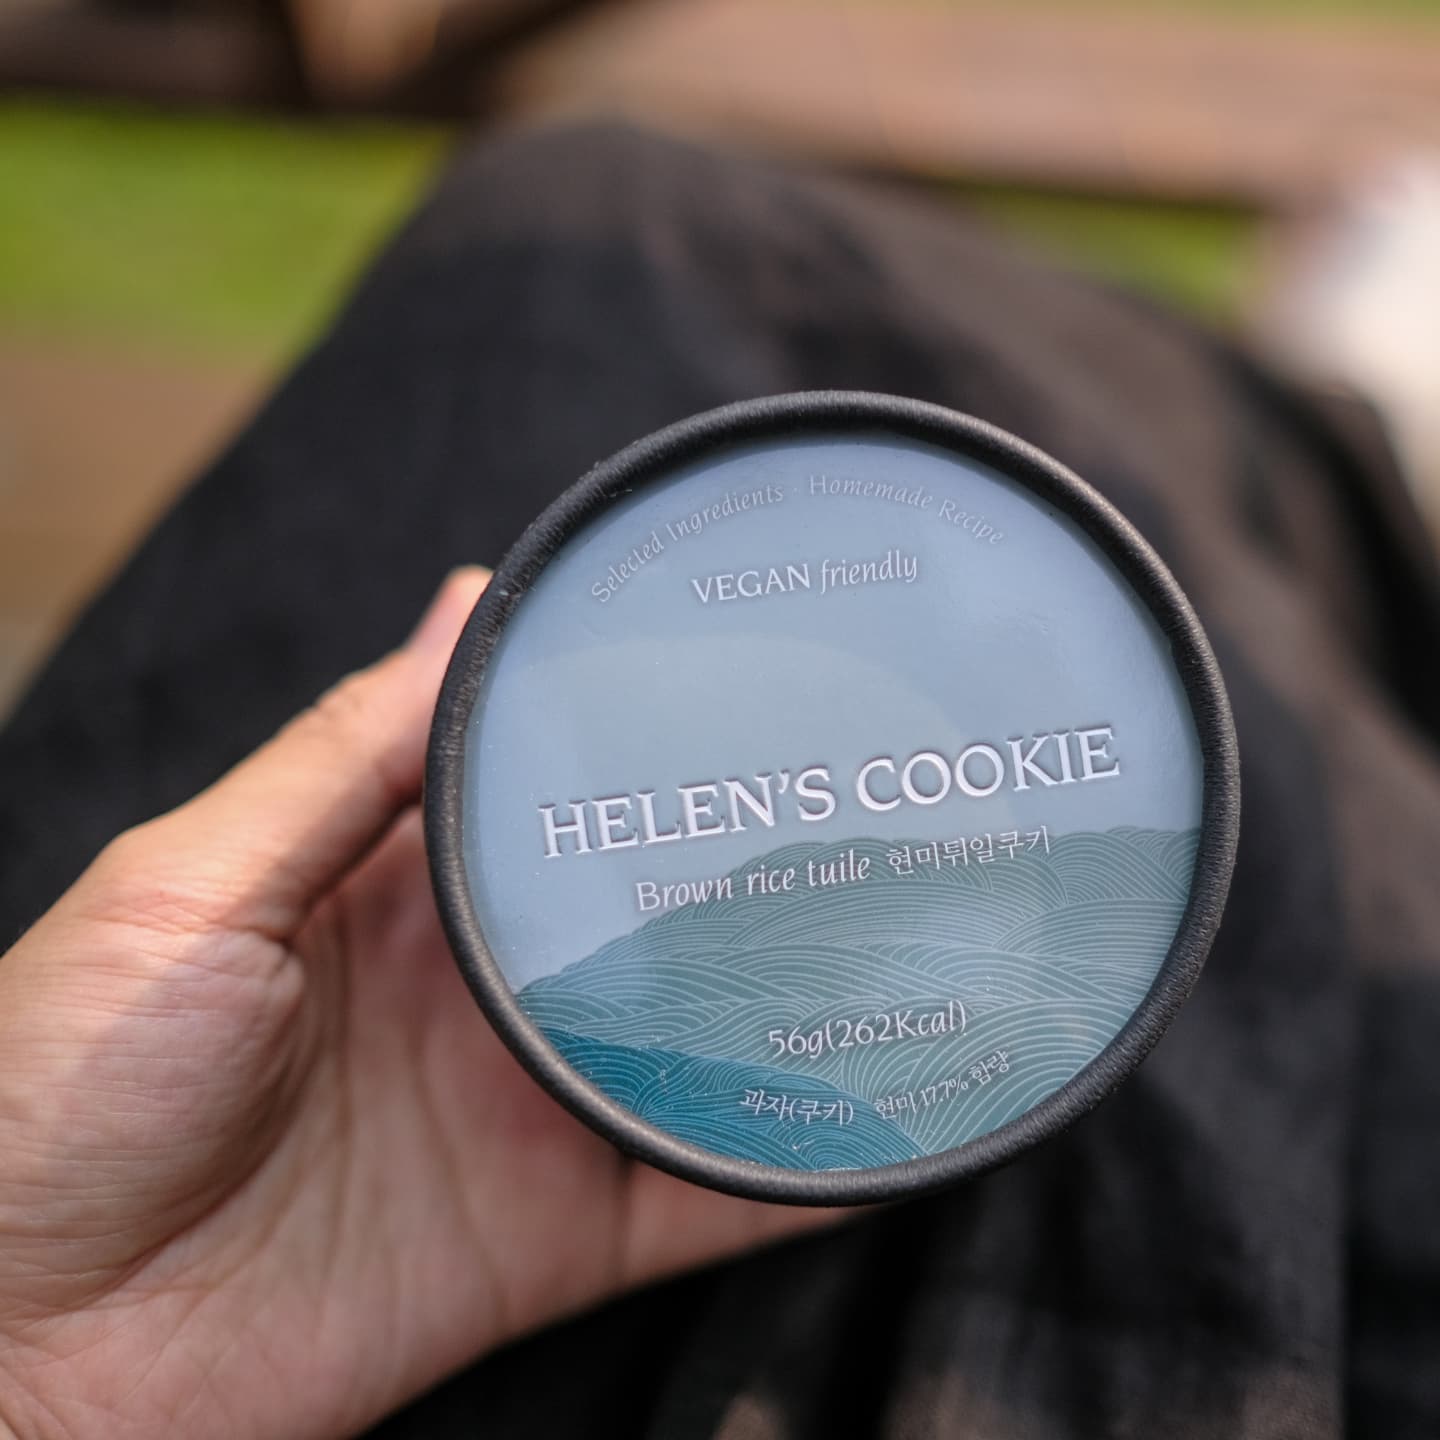 Selected Ingredients · Homemade Recipe
VEGAN friendly
HELEN'S COOKIE
Brown rice tuile 현미튀일쿠키
56g(262Kcal)
과자(쿠키) 현미 17.7% 함량